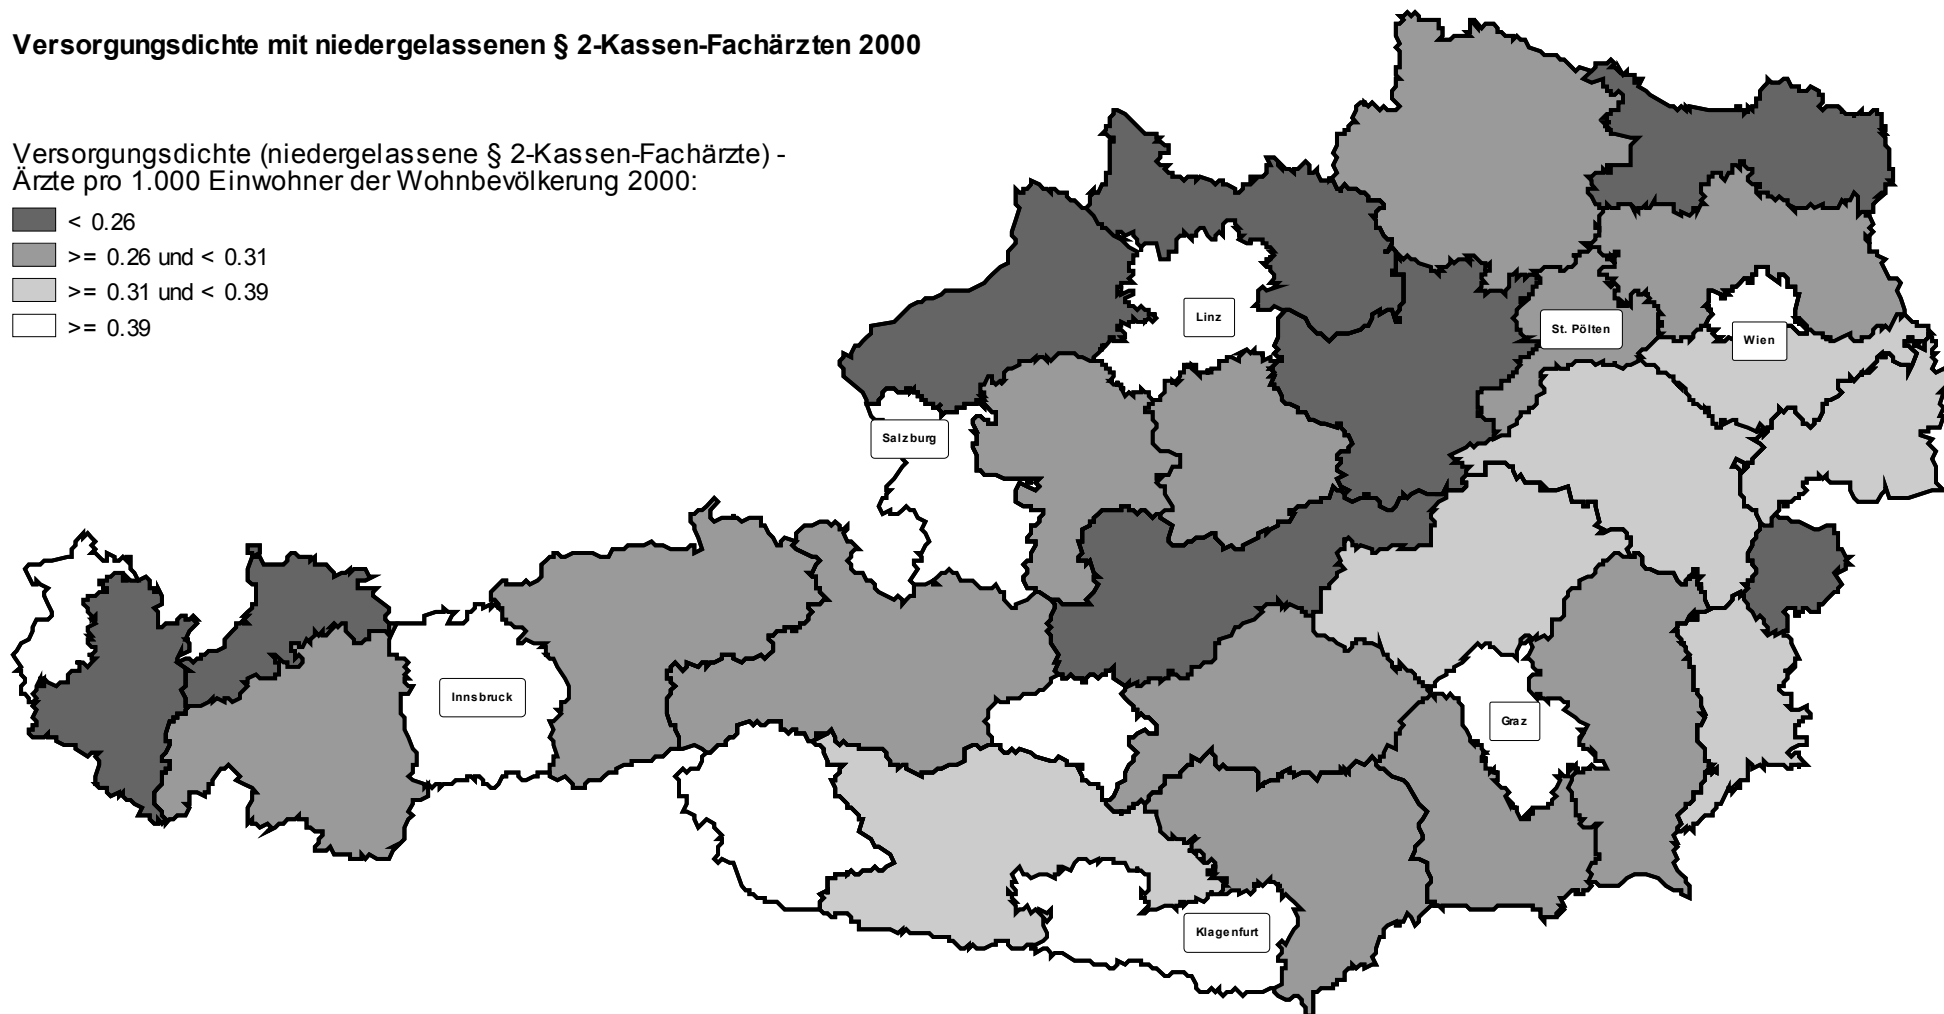 Versorgungsdichte mit niedergelassenen § 2-Kassen-Fachärzten 2000
Versorgungsdichte (niedergelassene § 2-Kassen-Fachärzte) -
Ärzte pro 1.000 Einwohner der Wohnbevölkerung 2000:
< 0.26
>= 0.26 und < 0.31
>= 0.31 und < 0.39
>= 0.39
Linz
St. Pölten
Wien
Salzburg
Innsbruck
Graz
Klagenfurt